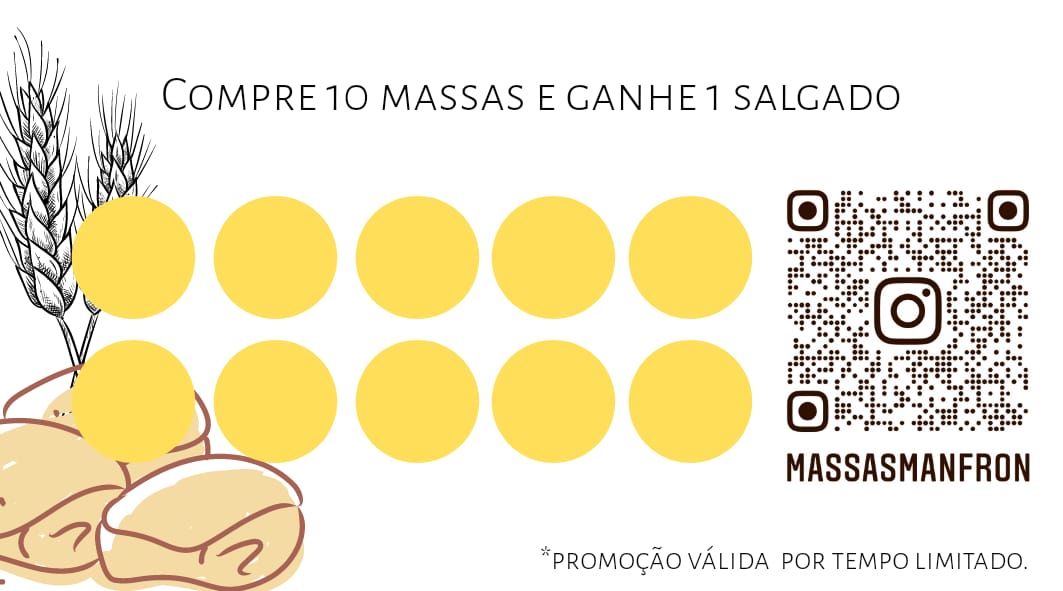 Compre 10 massas e ganhe 1 salgado
MASSASMANFRON
*promoção válida por tempo limitado.